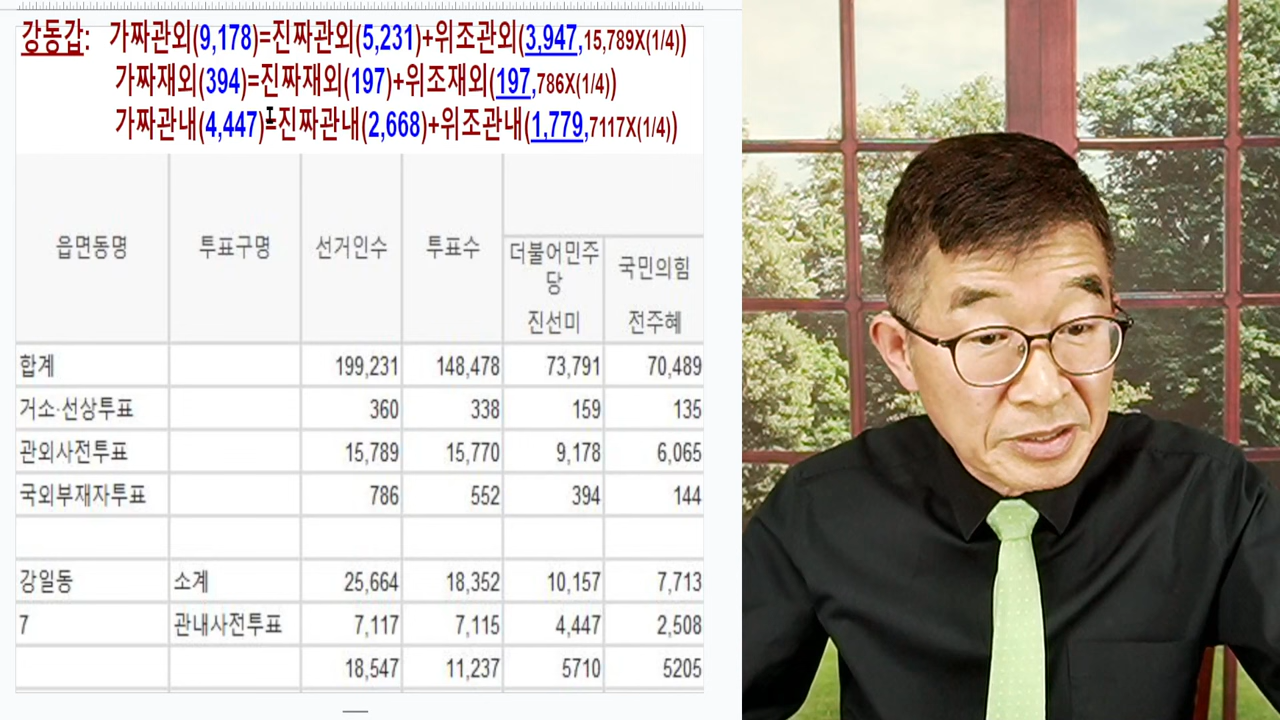 강동갑: 가짜관외(9,178)=진짜관외(5,231)+위조관외(3,947,15,789X(1/4))
가짜재외(394)=진짜재외(197)+위조재외(197,786X(1/4))
가짜관내(4,447)=진짜관내(2,668)+위조관내(1,779,7117X(1/4))
읍면동명 투표구명 선거인수 투표수 더불어민주당 진선미 국민의힘 전주혜
합계 199,231 148,478 73,791 70,489
거소·선상투표 360 338 159 135
관외사전투표 15,789 15,770 9,178 6,065
국외부재자투표 786 552 394 144
강일동 소계 25,664 18,352 10,157 7,713
7 관내사전투표 7,117 7,115 4,447 2,508
18,547 11,237 5710 5205